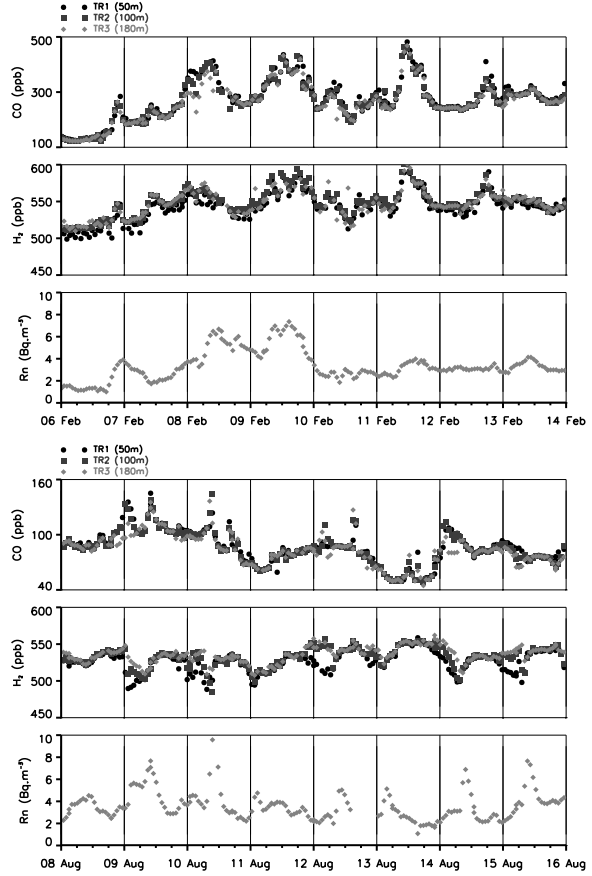 TR1 (50m)
TR2 (100m)
TR3 (180m)
500
300
100
CO (ppb)
600
550
500
450
H₂ (ppb)
10
8
6
4
2
0
Rn (Bq.m⁻³)
06 Feb 07 Feb 08 Feb 09 Feb 10 Feb 11 Feb 12 Feb 13 Feb 14 Feb
TR1 (50m)
TR2 (100m)
TR3 (180m)
160
100
40
CO (ppb)
600
550
500
450
H₂ (ppb)
10
8
6
4
2
0
Rn (Bq.m⁻³)
08 Aug 09 Aug 10 Aug 11 Aug 12 Aug 13 Aug 14 Aug 15 Aug 16 Aug